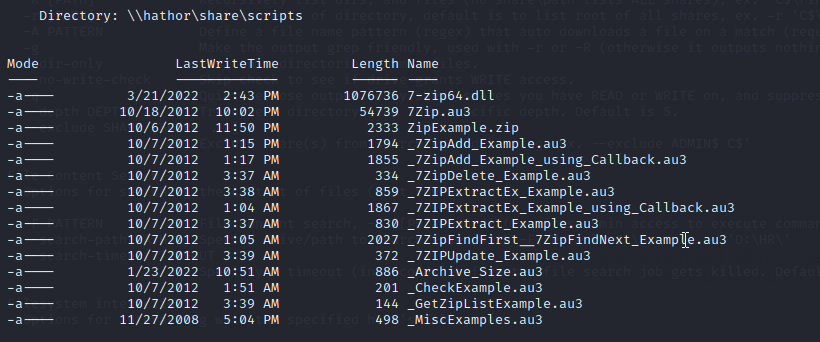 Directory: \\hathor\share\scripts
Mode LastWriteTime Length Name
---- ------------- ------ ----
-a---- 3/21/2022 2:43 PM 1076736 7-zip64.dll
-a---- 10/18/2012 10:02 PM 54739 7Zip.au3
-a---- 10/6/2012 11:50 PM 2333 ZipExample.zip
-a---- 10/7/2012 1:15 PM 1794 _7ZipAdd_Example.au3
-a---- 10/7/2012 1:17 PM 1855 _7ZipAdd_Example_using_Callback.au3
-a---- 10/7/2012 3:37 AM 334 _7ZipDelete_Example.au3
-a---- 10/7/2012 3:38 AM 859 _7ZIPExtractEx_Example.au3
-a---- 10/7/2012 1:04 AM 1867 _7ZIPExtractEx_Example_using_Callback.au3
-a---- 10/7/2012 3:37 AM 830 _7ZIPExtract_Example.au3
-a---- 10/7/2012 1:05 AM 2027 _7ZipFindFirst__7ZipFindNext_Example.au3
-a---- 10/7/2012 3:39 AM 372 _7ZIPUpdate_Example.au3
-a---- 1/23/2022 10:51 AM 886 _Archive_Size.au3
-a---- 10/7/2012 1:51 AM 201 _CheckExample.au3
-a---- 10/7/2012 3:39 AM 144 _GetZipListExample.au3
-a---- 11/27/2008 5:04 PM 498 _MiscExamples.au3